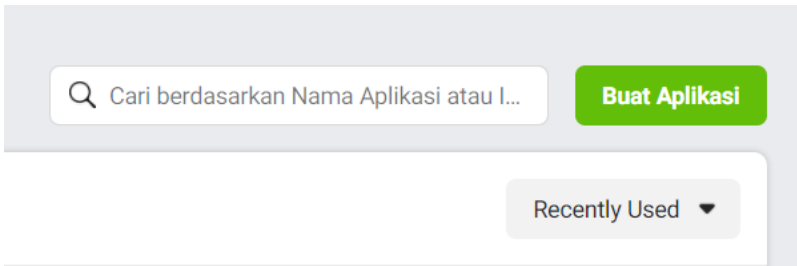 Cari berdasarkan Nama Aplikasi atau I...
Buat Aplikasi
Recently Used